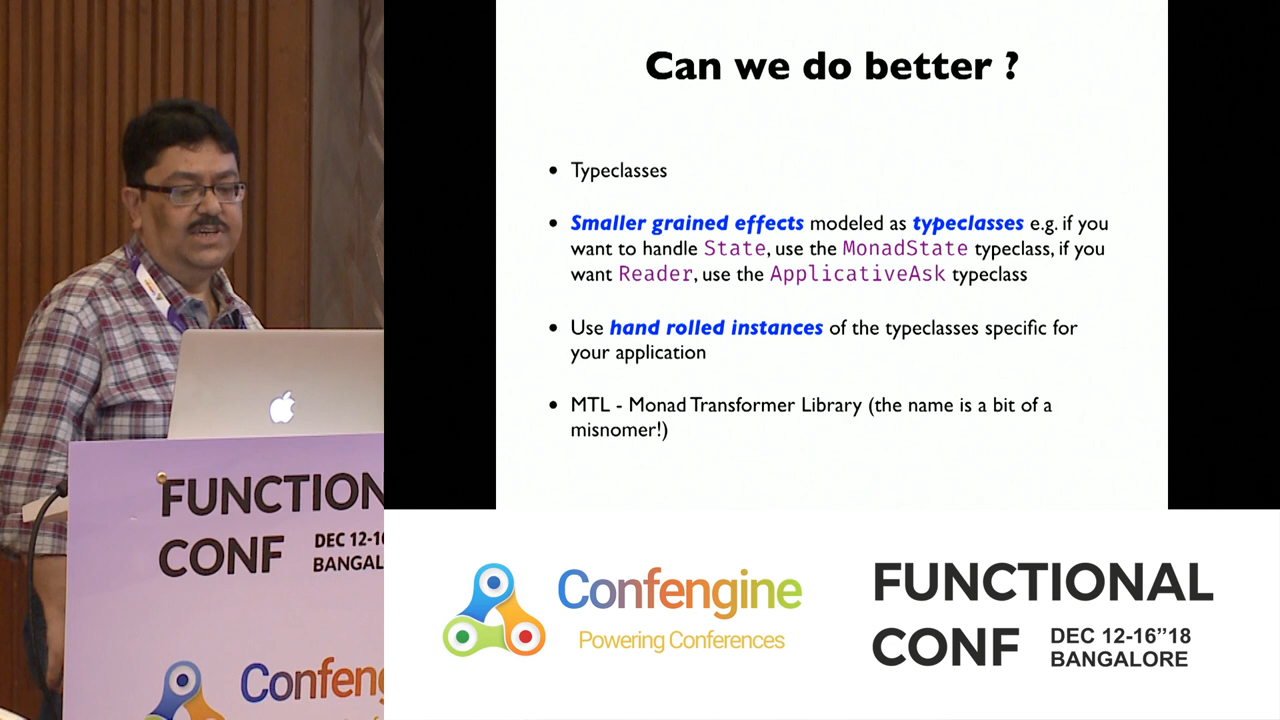 Can we do better ?
• Typeclasses
• Smaller grained effects modeled as typeclasses e.g. if you
want to handle State, use the MonadState typeclass, if you
want Reader, use the ApplicativeAsk typeclass
• Use hand rolled instances of the typeclasses specific for
your application
• MTL - Monad Transformer Library (the name is a bit of a
misnomer!)
FUNCTION
CONF
DEC 12-16
BANGAL
Confeng
Confengine
Powering Conferences
FUNCTIONAL
CONF
DEC 12-16”18
BANGALORE